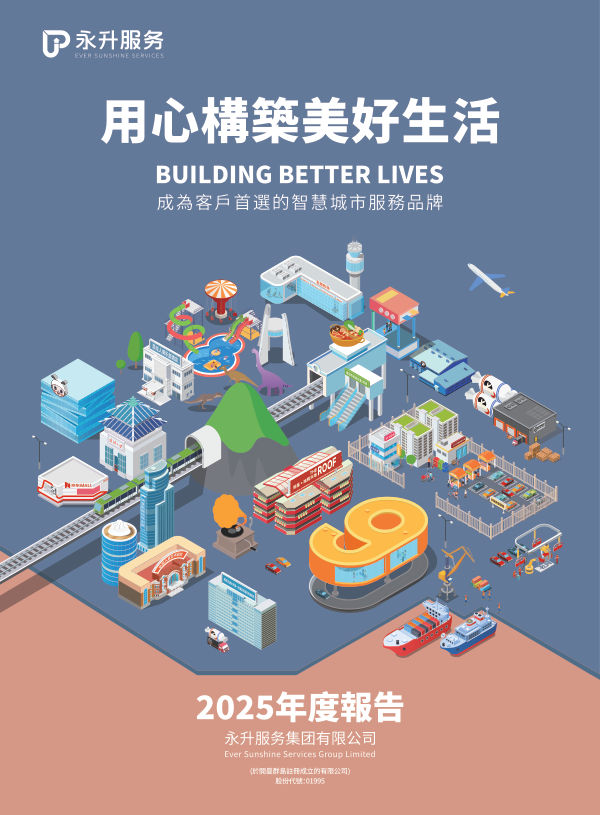 永升服务
EVER SUNSHINE SERVICES
用心構築美好生活
BUILDING BETTER LIVES
成為客戶首選的智慧城市服務品牌
THE ROOF
2025年度報告
永升服务集团有限公司
Ever Sunshine Services Group Limited
(於開曼群島註冊成立的有限公司)
股份代號:01995